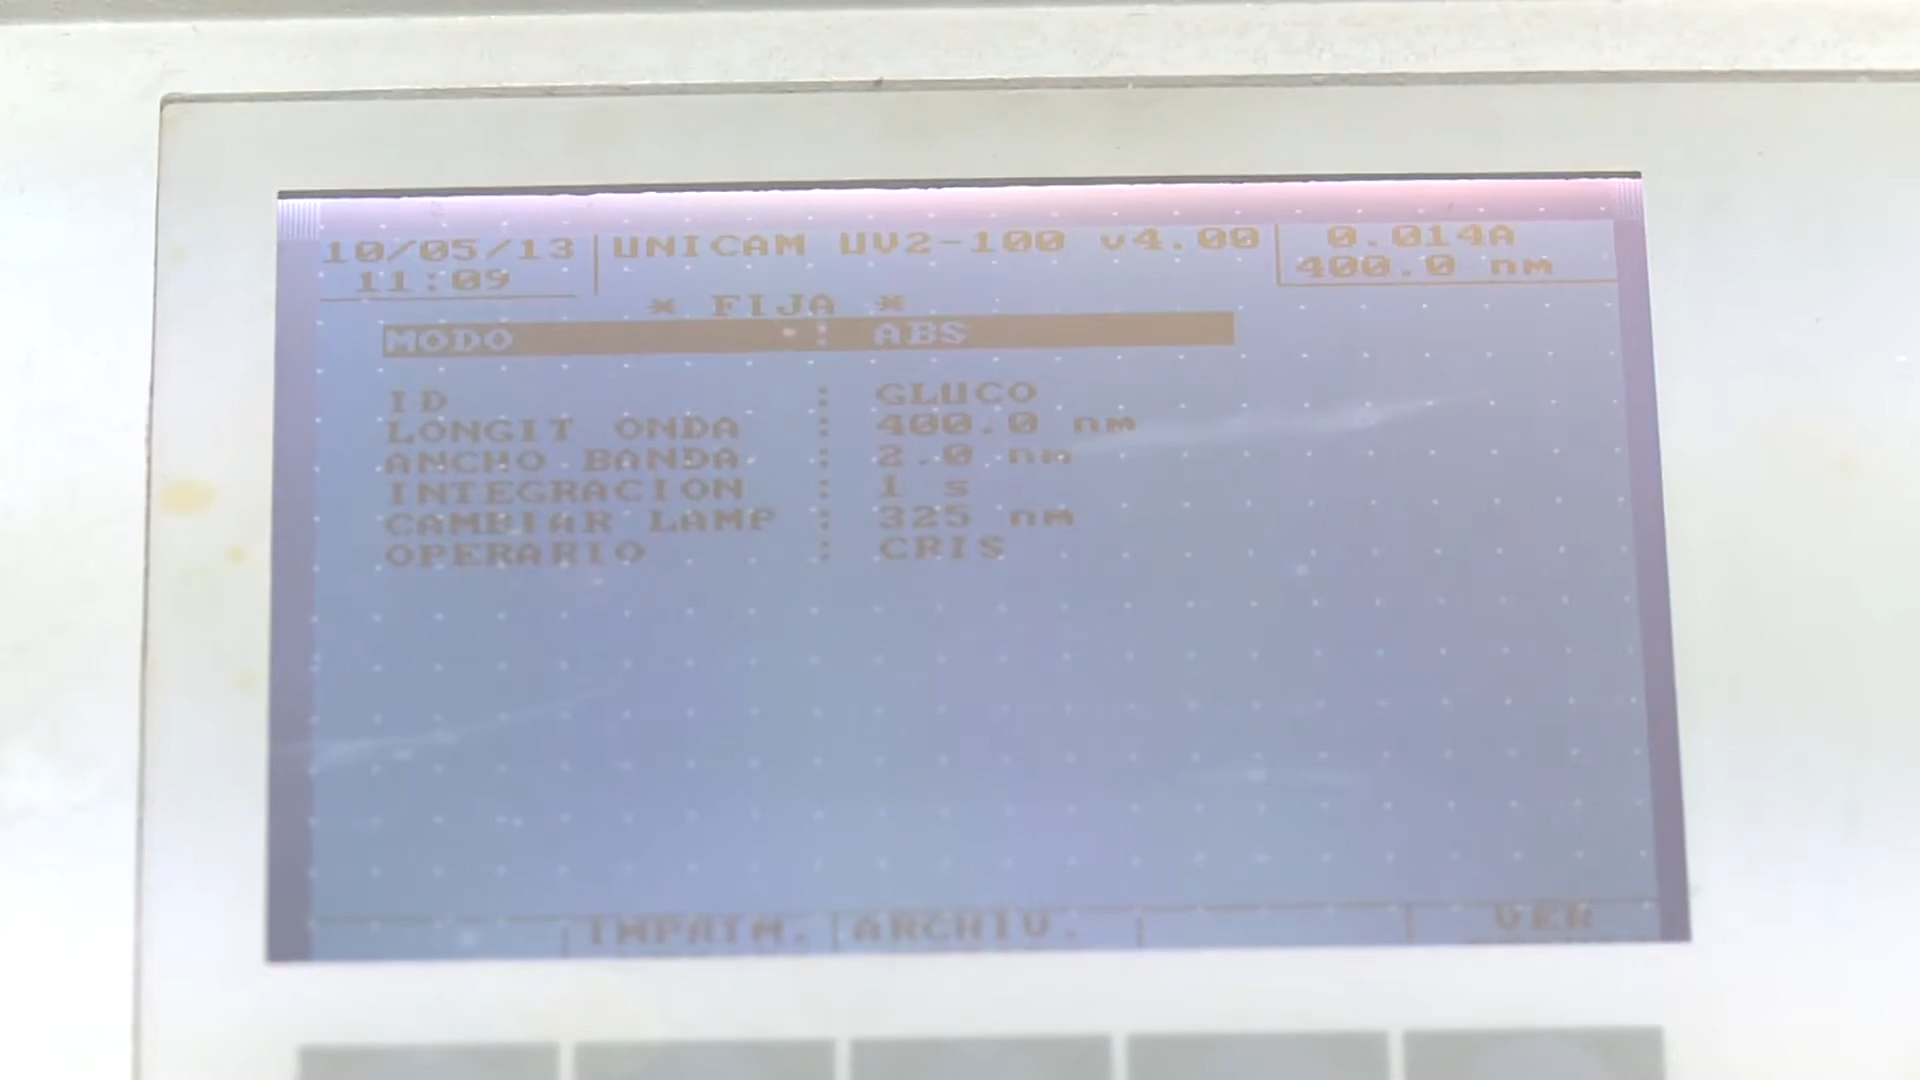 10/05/13 UNICAM UV2-100 v4.00 0.014A
11:09 400.0 nm
* FIJA *
MODO : ABS
ID : GLUCO
LONGIT ONDA : 400.0 nm
ANCHO BANDA : 2.0 nm
INTEGRACION : 1 s
CAMBIAR LAMP : 325 nm
OPERARIO : CRIS
IMPRIM. ARCHIV. VER